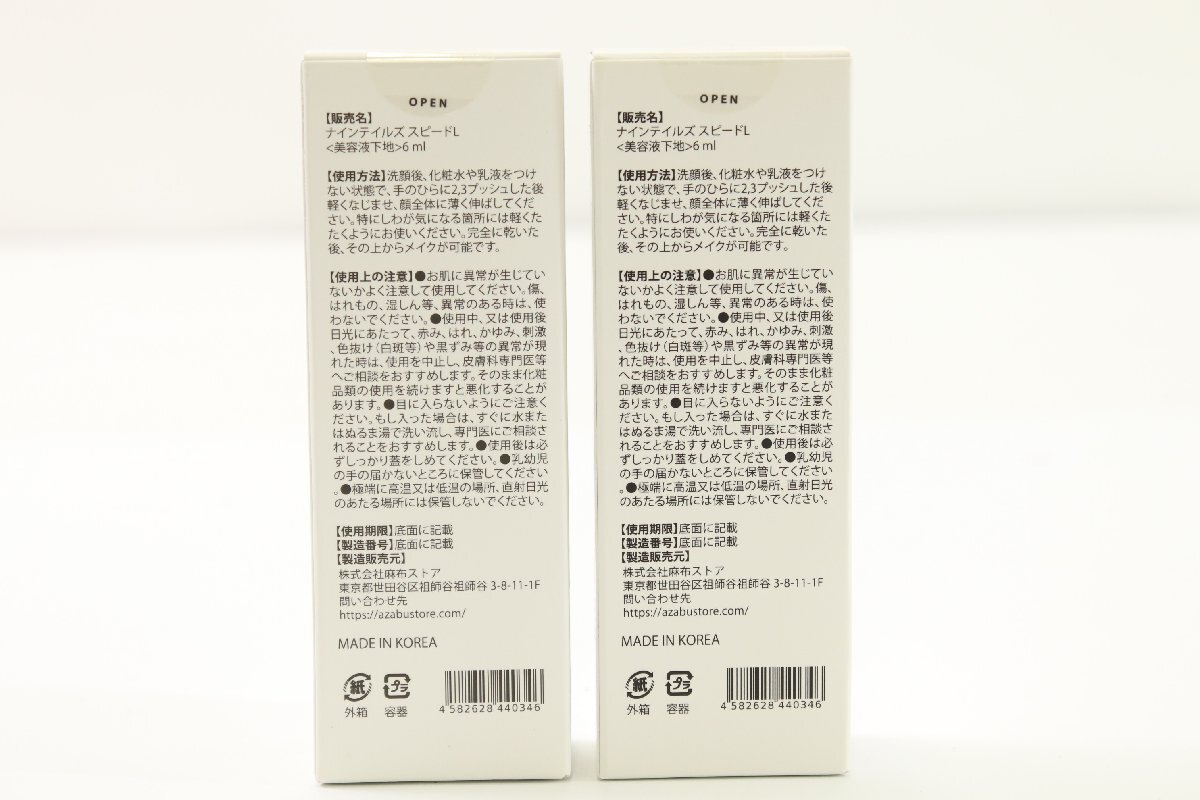 OPEN
【販売名】
ナインテイルズ スピードL
<美容液下地>6 ml
【使用方法】洗顔後、化粧水や乳液をつけ
ない状態で、手のひらに2,3プッシュした後
軽くなじませ、顔全体に薄く伸ばしてくだ
さい。特にしわが気になる箇所には軽くた
たくようにお使いください。完全に乾いた
後、その上からメイクが可能です。
【使用上の注意】●お肌に異常が生じてい
ないかよく注意して使用してください。傷、
はれもの、湿しん等、異常のある時は、使
わないでください。●使用中、又は使用後
日光にあたって、赤み、はれ、かゆみ、刺激
、色抜け(白斑等)や黒ずみ等の異常が現
れた時は、使用を中止し、皮膚科専門医等
へご相談をおすすめします。そのまま化粧
品類の使用を続けますと悪化することが
あります。●目に入らないようにご注意く
ださい。もし入った場合は、すぐに水また
はぬるま湯で洗い流し、専門医にご相談さ
れることをおすすめします。●使用後は必
ずしっかり蓋をしめてください。●乳幼児
の手の届かないところに保管してください
。●極端に高温又は低温の場所、直射日光
のあたる場所には保管しないでください。
【使用期限】底面に記載
【製造番号】底面に記載
【製造販売元】
株式会社麻布ストア
東京都世田谷区祖師谷祖師谷 3-8-11-1F
問い合わせ先
https://azabustore.com/
MADE IN KOREA
紙
プラ
外箱
容器
4 582628 440346
OPEN
【販売名】
ナインテイルズ スピードL
<美容液下地>6 ml
【使用方法】洗顔後、化粧水や乳液をつけ
ない状態で、手のひらに2,3プッシュした後
軽くなじませ、顔全体に薄く伸ばしてくだ
さい。特にしわが気になる箇所には軽くた
たくようにお使いください。完全に乾いた
後、その上からメイクが可能です。
【使用上の注意】●お肌に異常が生じてい
ないかよく注意して使用してください。傷、
はれもの、湿しん等、異常のある時は、使
わないでください。●使用中、又は使用後
日光にあたって、赤み、はれ、かゆみ、刺激
、色抜け(白斑等)や黒ずみ等の異常が現
れた時は、使用を中止し、皮膚科専門医等
へご相談をおすすめします。そのまま化粧
品類の使用を続けますと悪化することが
あります。●目に入らないようにご注意く
ださい。もし入った場合は、すぐに水また
はぬるま湯で洗い流し、専門医にご相談さ
れることをおすすめします。●使用後は必
ずしっかり蓋をしめてください。●乳幼児
の手の届かないところに保管してください
。●極端に高温又は低温の場所、直射日光
のあたる場所には保管しないでください。
【使用期限】底面に記載
【製造番号】底面に記載
【製造販売元】
株式会社麻布ストア
東京都世田谷区祖師谷祖師谷 3-8-11-1F
問い合わせ先
https://azabustore.com/
MADE IN KOREA
紙
プラ
外箱
容器
4 582628 440346